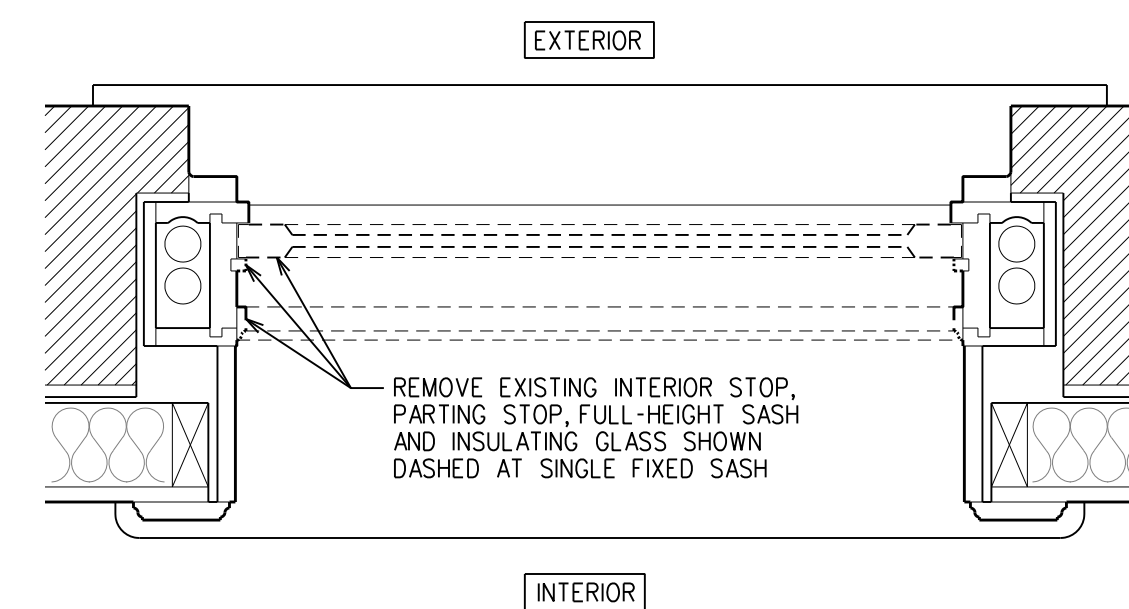 EXTERIOR
REMOVE EXISTING INTERIOR STOP,
PARTING STOP, FULL-HEIGHT SASH
AND INSULATING GLASS SHOWN
DASHED AT SINGLE FIXED SASH
INTERIOR